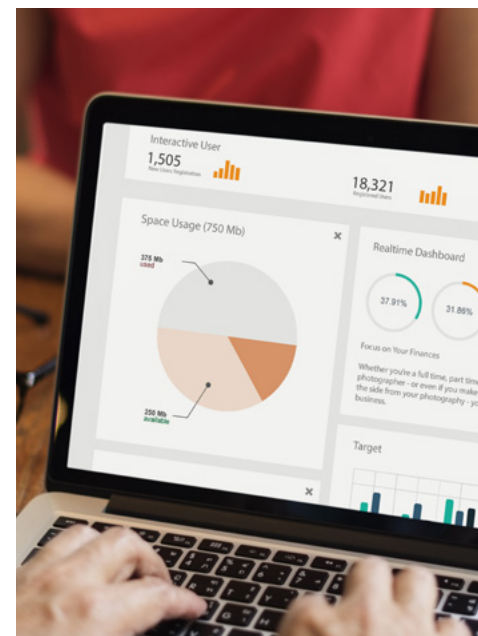 Interactive User
1,505
New Users Registration
18,321
Registered Users
Space Usage (750 Mb)
375 Mb
used
250 Mb
available
Realtime Dashboard
37.91%
31.86%
Focus on Your Finances
Whether you're a full time, part time
photographer - or even if you make
the side from your photography - yo
business.
Target